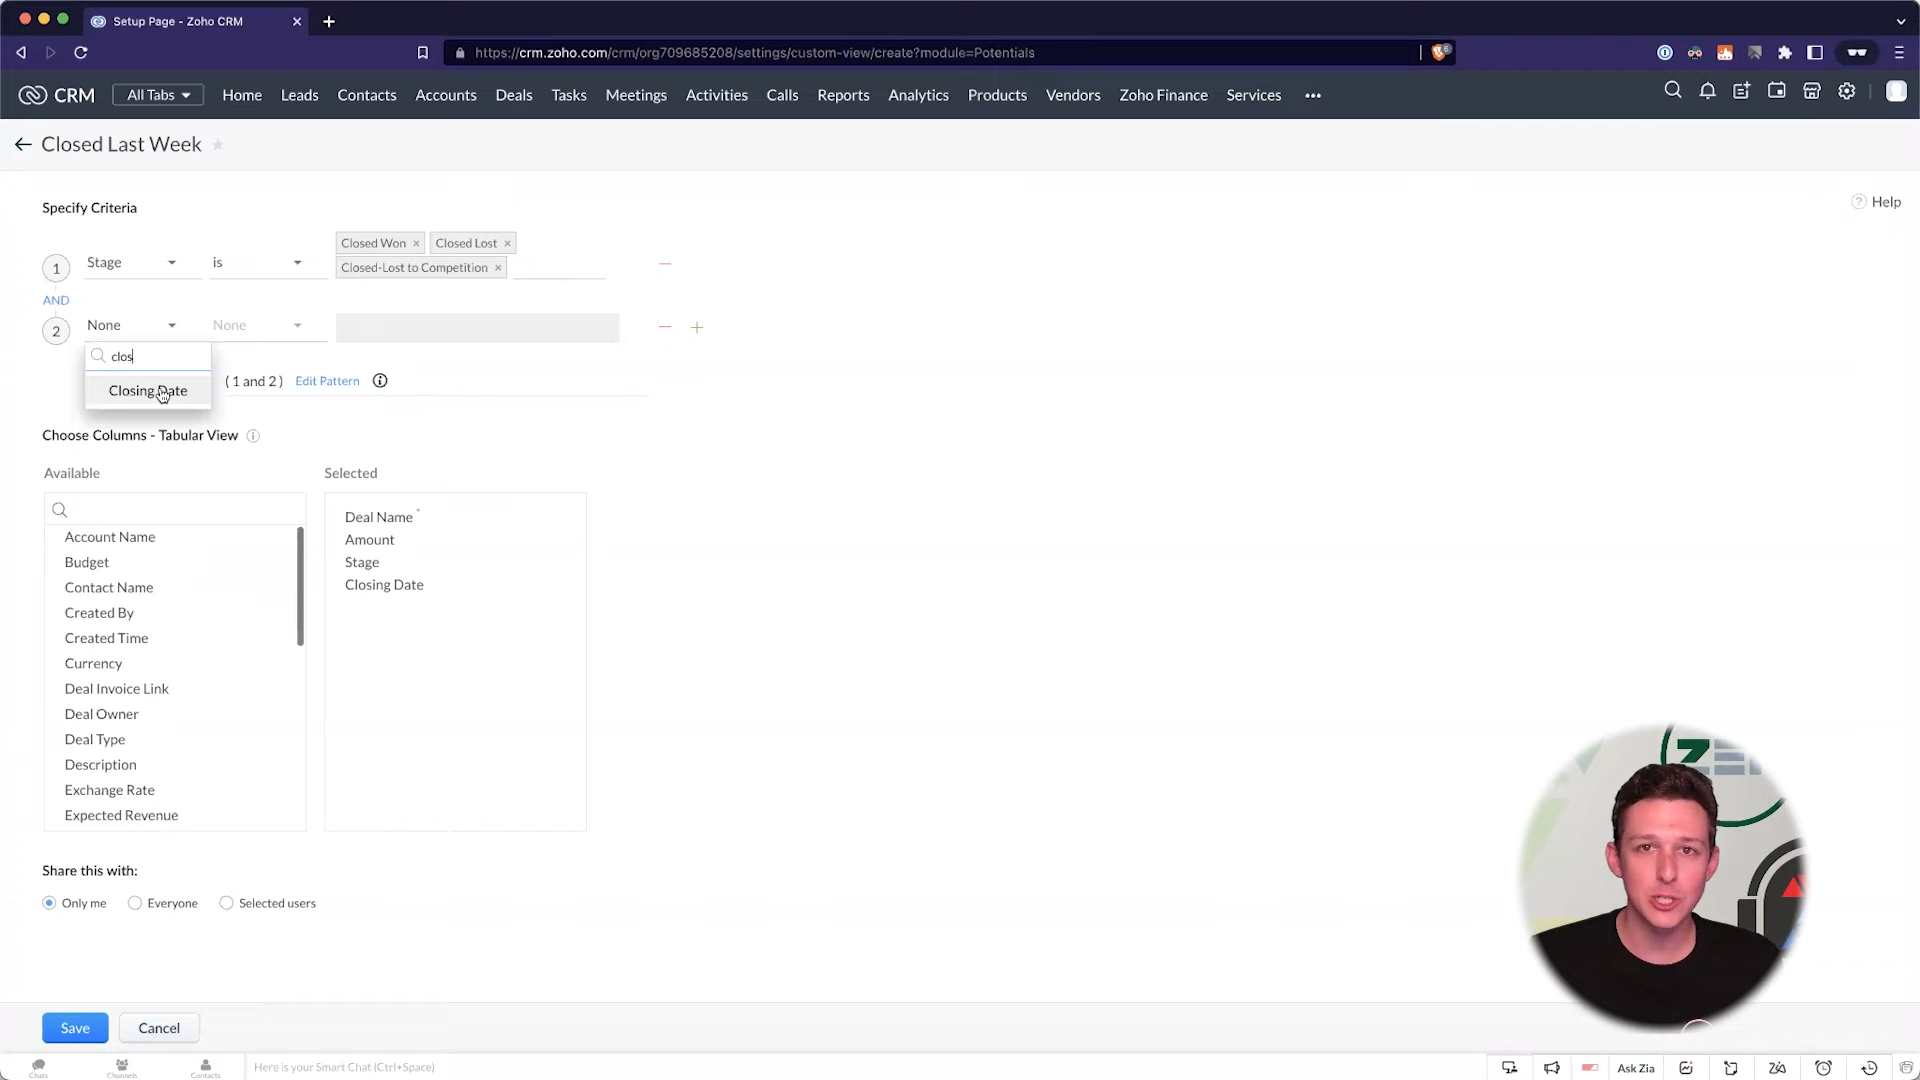 Setup Page - Zoho CRM
https://crm.zoho.com/crm/org709685208/settings/custom-view/create?module=Potentials
6
CRM
All Tabs
Home
Leads
Contacts
Accounts
Deals
Tasks
Meetings
Activities
Calls
Reports
Analytics
Products
Vendors
Zoho Finance
Services
Closed Last Week
Specify Criteria
Help
1
Stage
is
Closed Won ×
Closed Lost ×
Closed-Lost to Competition ×
AND
2
None
None
clos
Closing Date
( 1 and 2 )
Edit Pattern
Choose Columns - Tabular View
Available
Selected
Account Name
Budget
Contact Name
Created By
Created Time
Currency
Deal Invoice Link
Deal Owner
Deal Type
Description
Exchange Rate
Expected Revenue
Deal Name *
Amount
Stage
Closing Date
Share this with:
Only me
Everyone
Selected users
Save
Cancel
Chats
Channels
Contacts
Here is your Smart Chat (Ctrl+Space)
Ask Zia